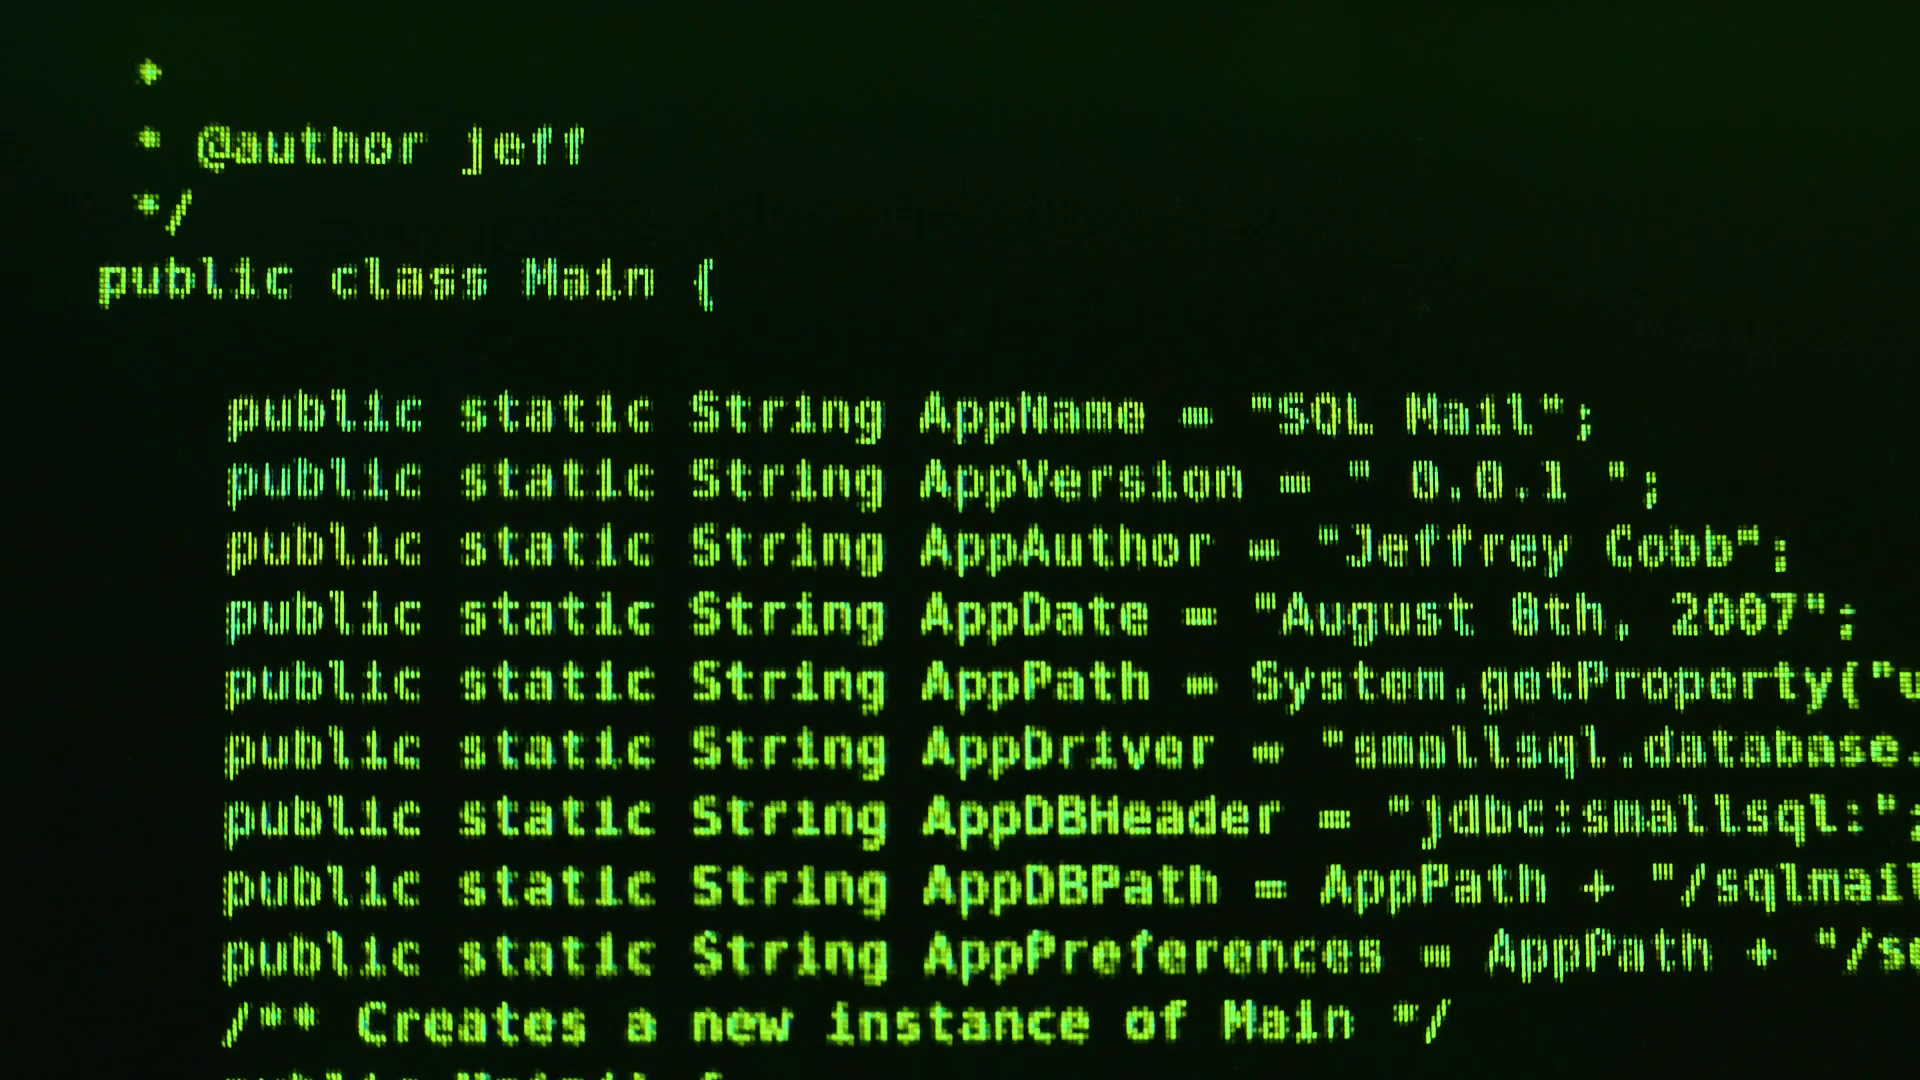 *
* @author jeff
*/
public class Main {
public static String AppName = "SQL Mail";
public static String AppVersion = " 0.0.1 ";
public static String AppAuthor = "Jeffrey Cobb";
public static String AppDate = "August 8th, 2007";
public static String AppPath = System.getProperty("u
public static String AppDriver = "smallsql.database.
public static String AppDBHeader = "jdbc:smallsql:";
public static String AppDBPath = AppPath + "/sqlmail
public static String AppPreferences = AppPath + "/s
/** Creates a new instance of Main */